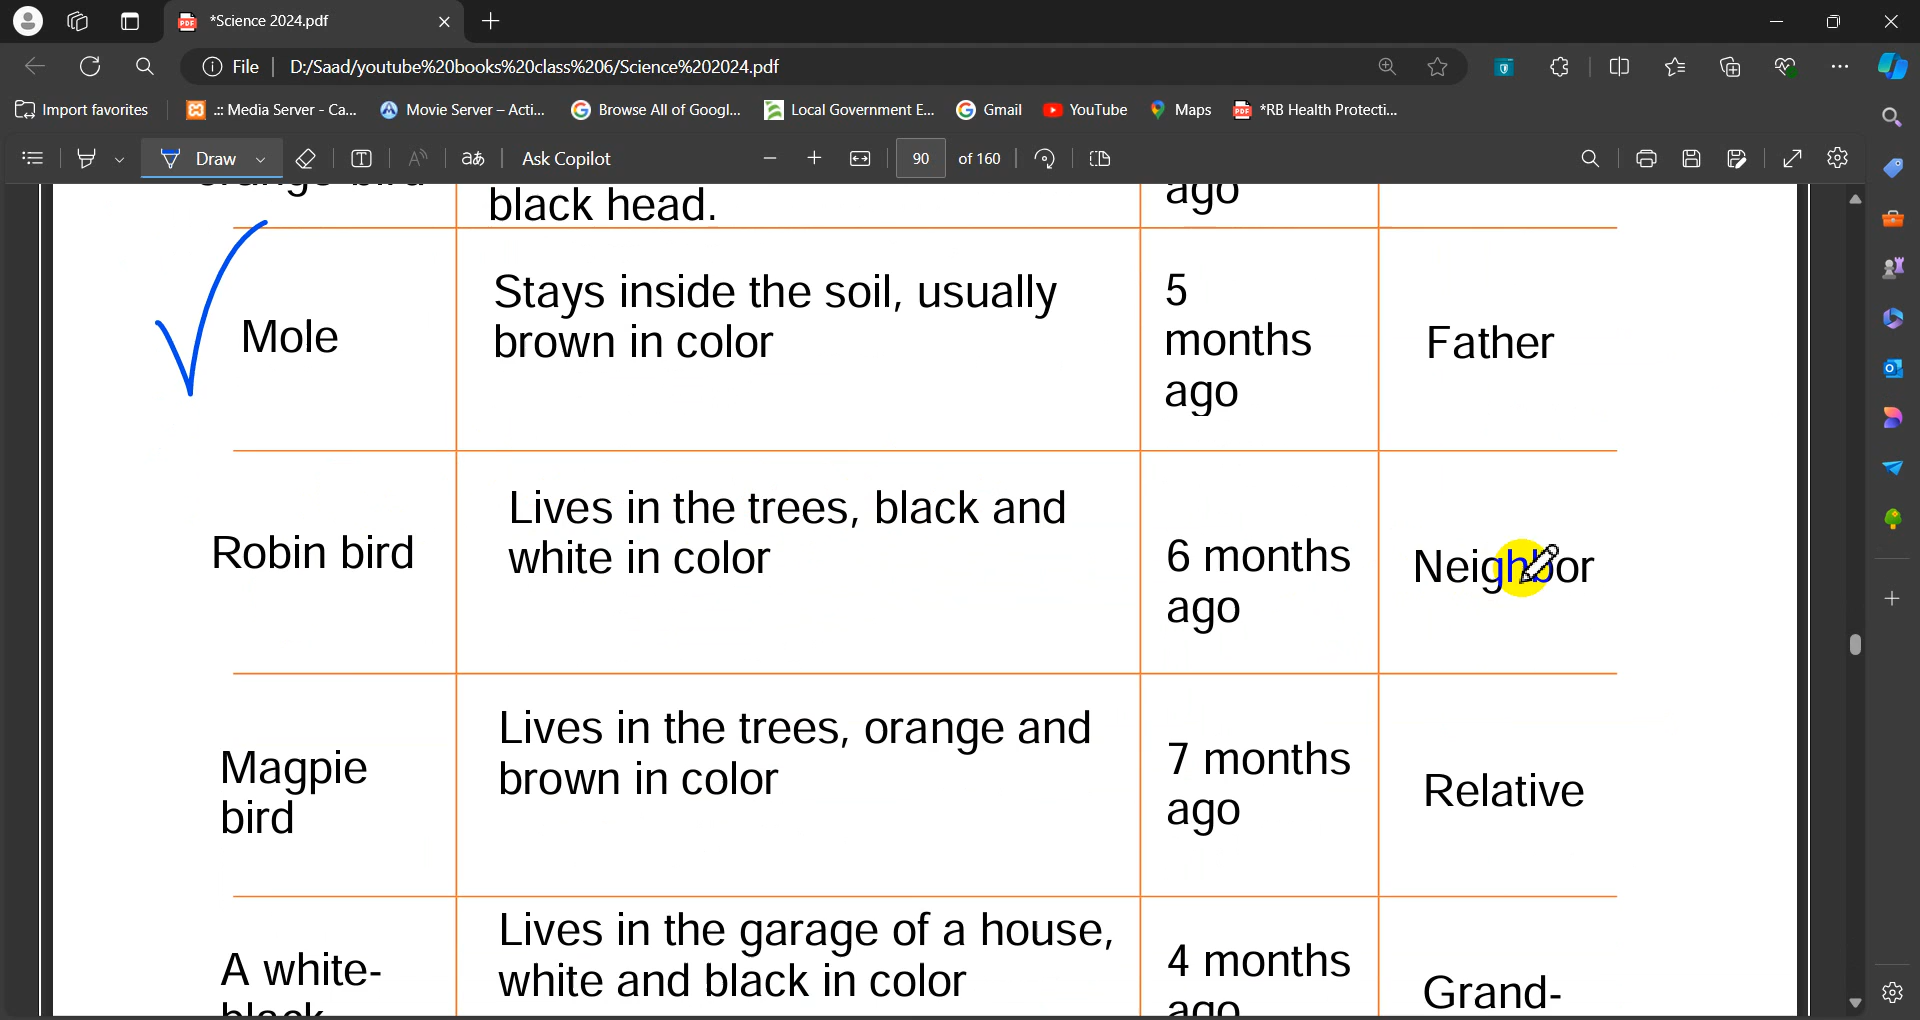 *Science 2024.pdf
File D:/Saad/youtube%20books%20class%206/Science%202024.pdf
Import favorites .:: Media Server - Ca... Movie Server – Acti... Browse All of Googl... Local Government E... Gmail YouTube Maps *RB Health Protecti...
Draw aあ Ask Copilot 90 of 160
orange bird black head. ago
Mole
Stays inside the soil, usually
brown in color
5
months
ago
Father
Robin bird
Lives in the trees, black and
white in color
6 months
ago
Neighbor
Magpie
bird
Lives in the trees, orange and
brown in color
7 months
ago
Relative
A white-
black
Lives in the garage of a house,
white and black in color
4 months
ago
Grand-